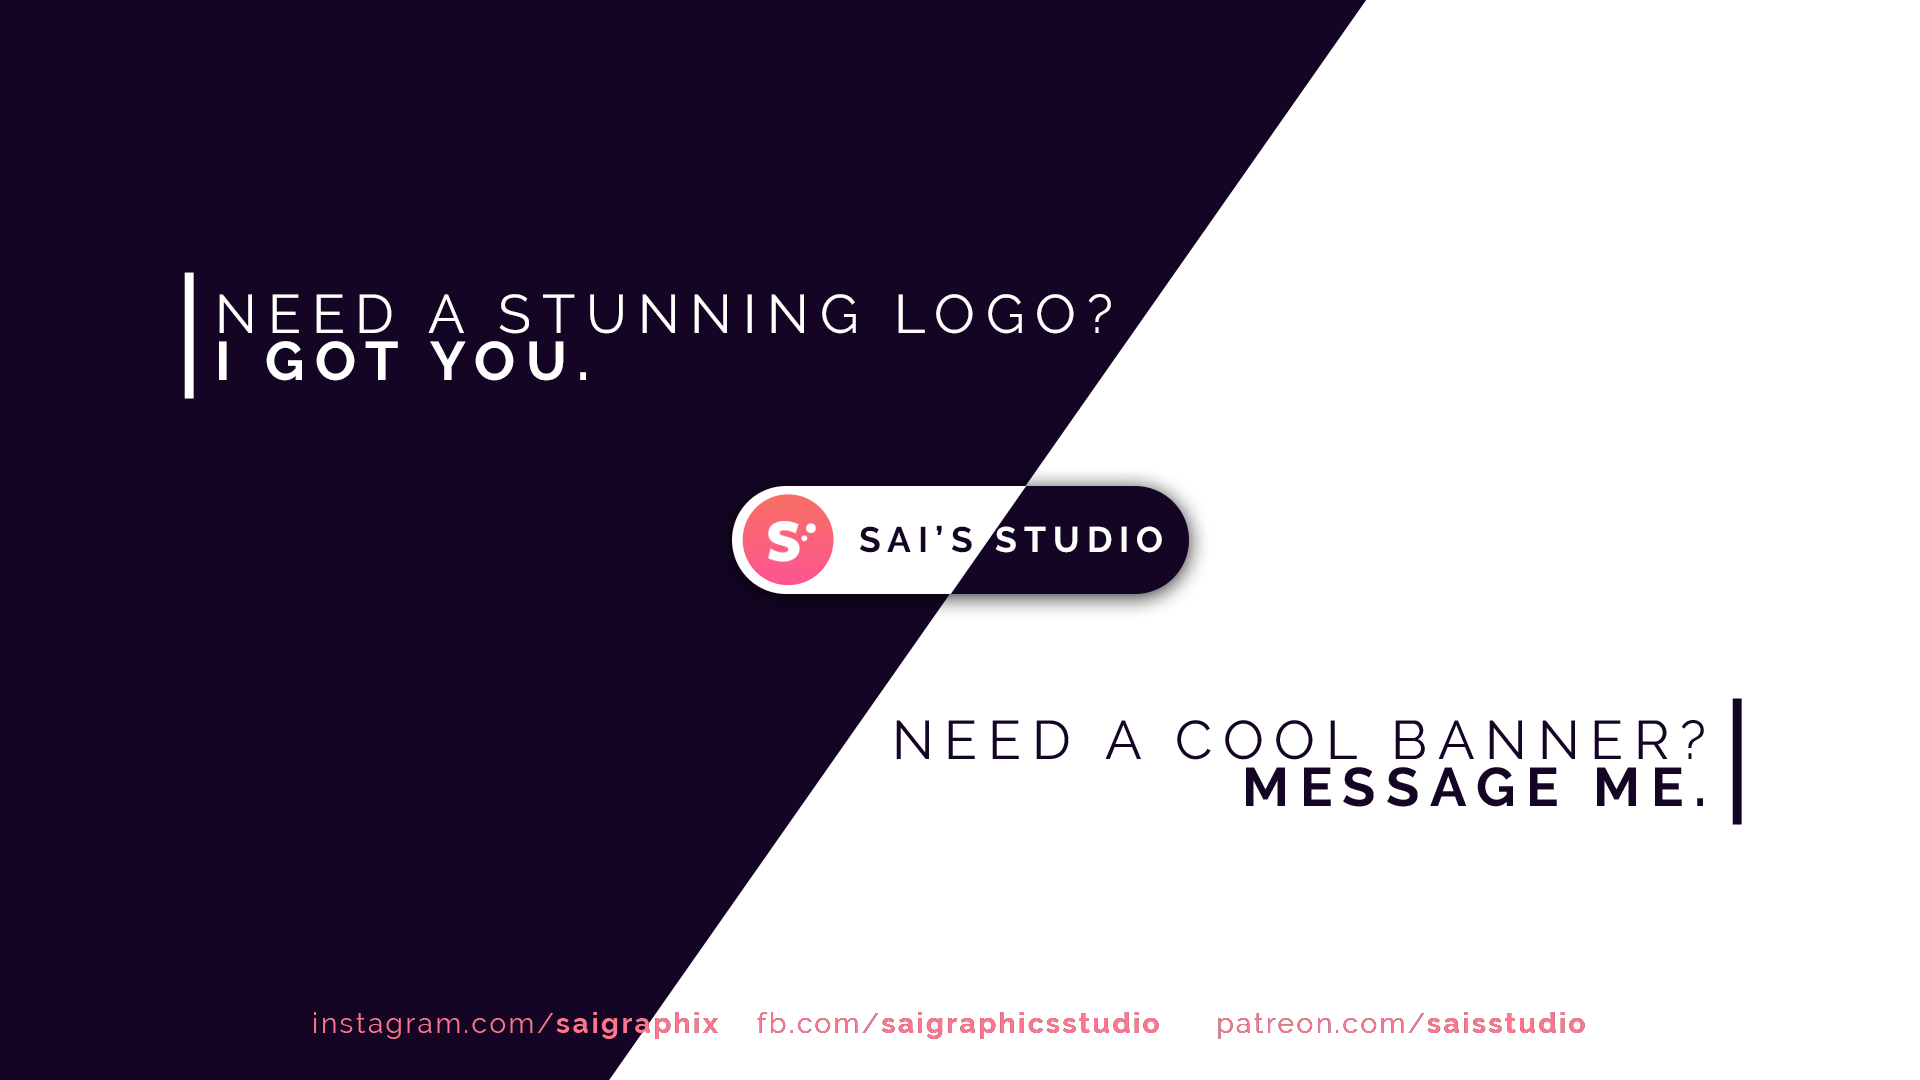 NEED A STUNNING LOGO?
I GOT YOU.
S
SAI’S STUDIO
NEED A COOL BANNER?
MESSAGE ME.
instagram.com/saigraphix fb.com/saigraphicsstudio patreon.com/saisstudio